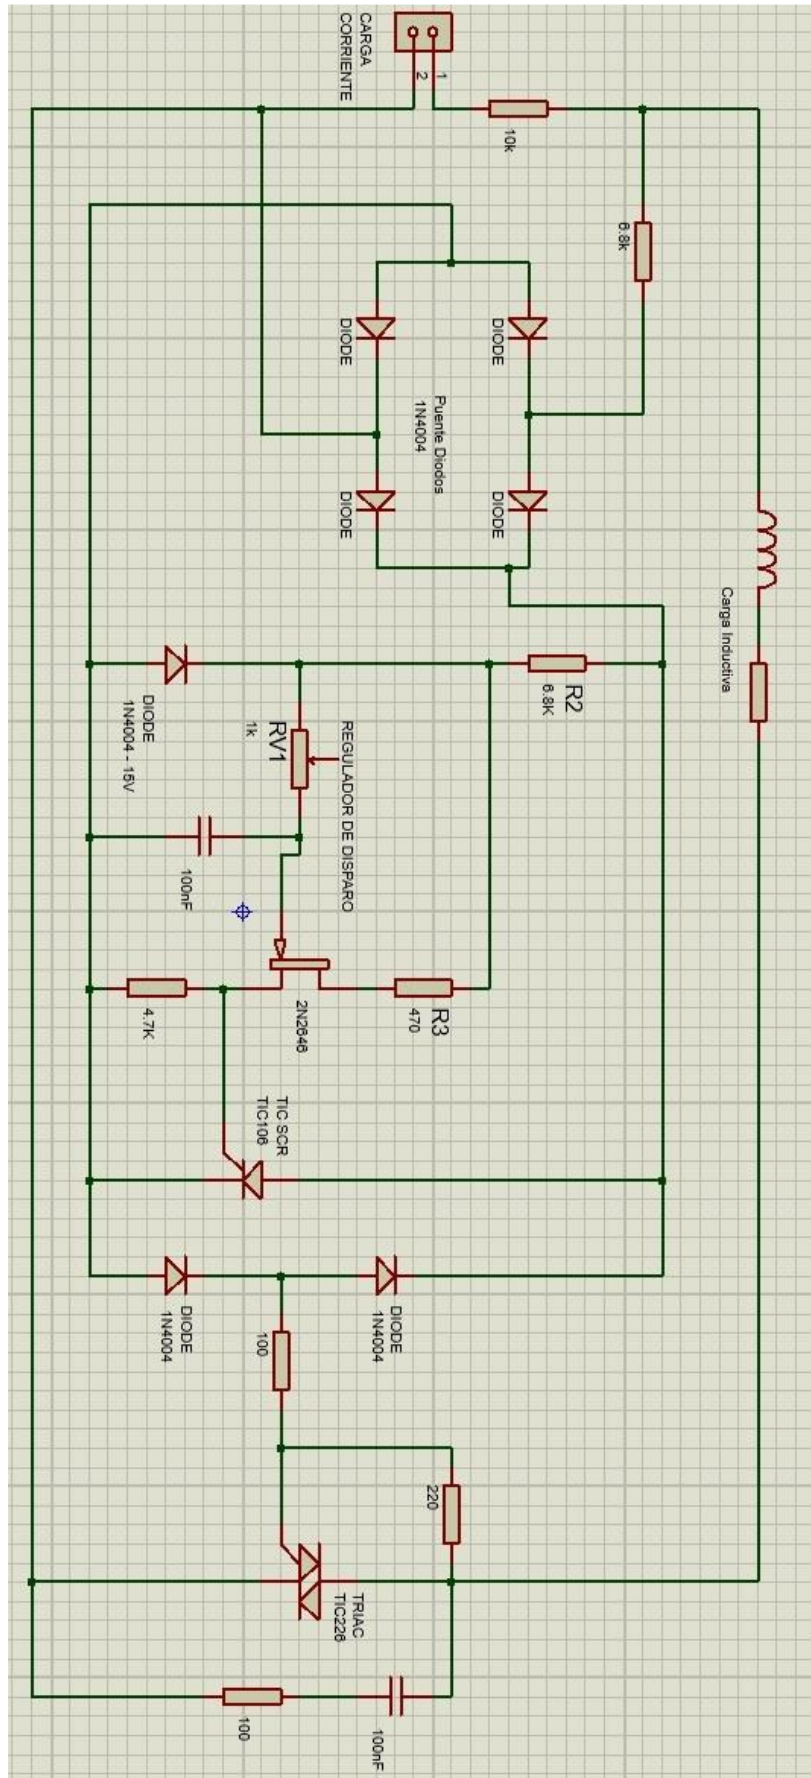 CARGA
CORRIENTE
1
2
10k
6.8k
DIODE
DIODE
Puente Diodos
1N4004
DIODE
DIODE
Carga Inductiva
R2
6.8K
DIODE
1N4004 - 15V
RV1
1k
REGULADOR DE DISPARO
100nF
R3
470
2N2646
4.7K
TIC SCR
TIC106
DIODE
1N4004
DIODE
1N4004
100
220
TRIAC
TIC226
100nF
100